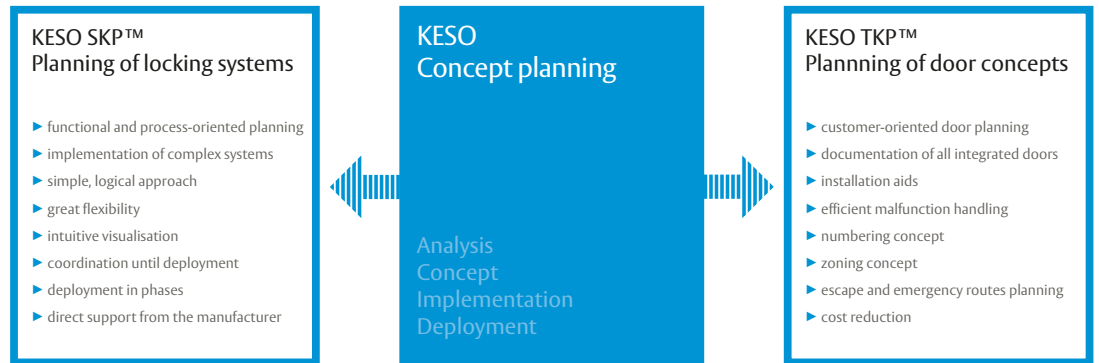 KESO SKP™
Planning of locking systems
► functional and process-oriented planning
► implementation of complex systems
► simple, logical approach
► great flexibility
► intuitive visualisation
► coordination until deployment
► deployment in phases
► direct support from the manufacturer
KESO
Concept planning
Analysis
Concept
Implementation
Deployment
KESO TKP™
Plannning of door concepts
► customer-oriented door planning
► documentation of all integrated doors
► installation aids
► efficient malfunction handling
► numbering concept
► zoning concept
► escape and emergency routes planning
► cost reduction